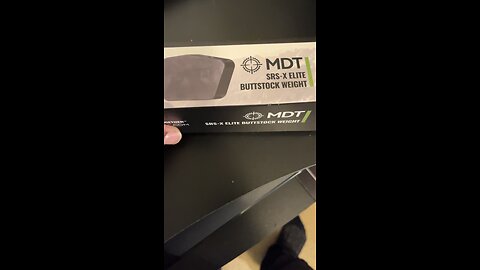 MDT
SRS-X ELITE
BUTTSTOCK WEIGHT
MDT
SRS-X ELITE BUTTSTOCK WEIGHT